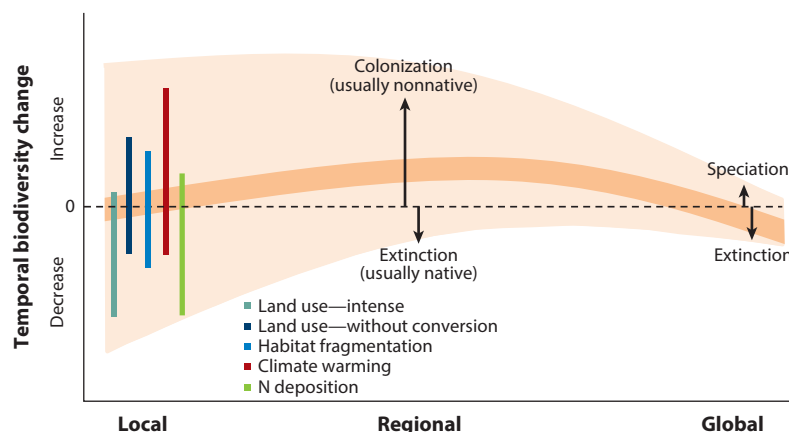 Temporal biodiversity change
Increase
0
Decrease
Colonization
(usually nonnative)
Extinction
(usually native)
Speciation
Extinction
Land use—intense
Land use—without conversion
Habitat fragmentation
Climate warming
N deposition
Local
Regional
Global